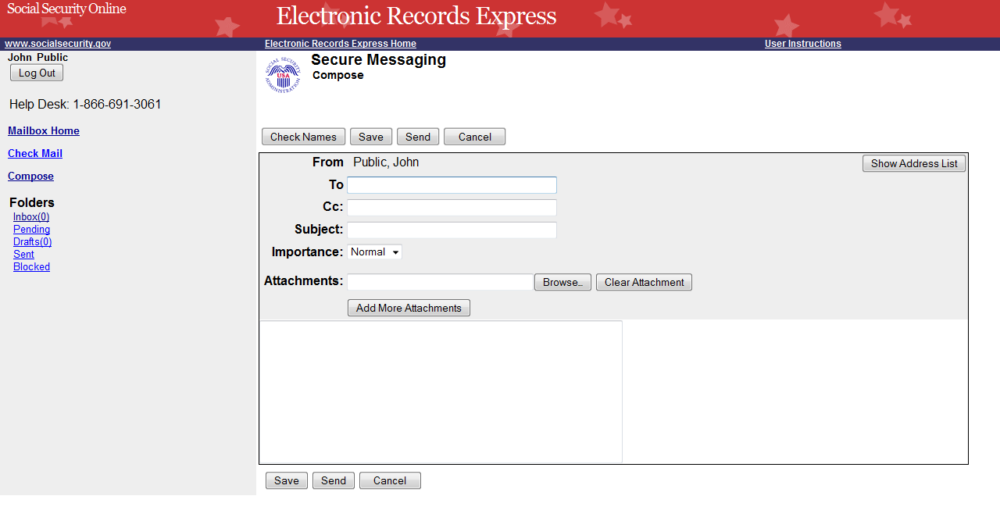 Social Security Online
Electronic Records Express
www.socialsecurity.gov
Electronic Records Express Home
User Instructions
John Public
Log Out
Help Desk: 1-866-691-3061
Mailbox Home
Check Mail
Compose
Folders
Inbox(0)
Pending
Drafts(0)
Sent
Blocked
SOCIAL SECURITY ADMINISTRATION
USA
Secure Messaging
Compose
Check Names Save Send Cancel
From Public, John Show Address List
To
Cc:
Subject:
Importance: Normal
Attachments: Browse... Clear Attachment
Add More Attachments
Save Send Cancel